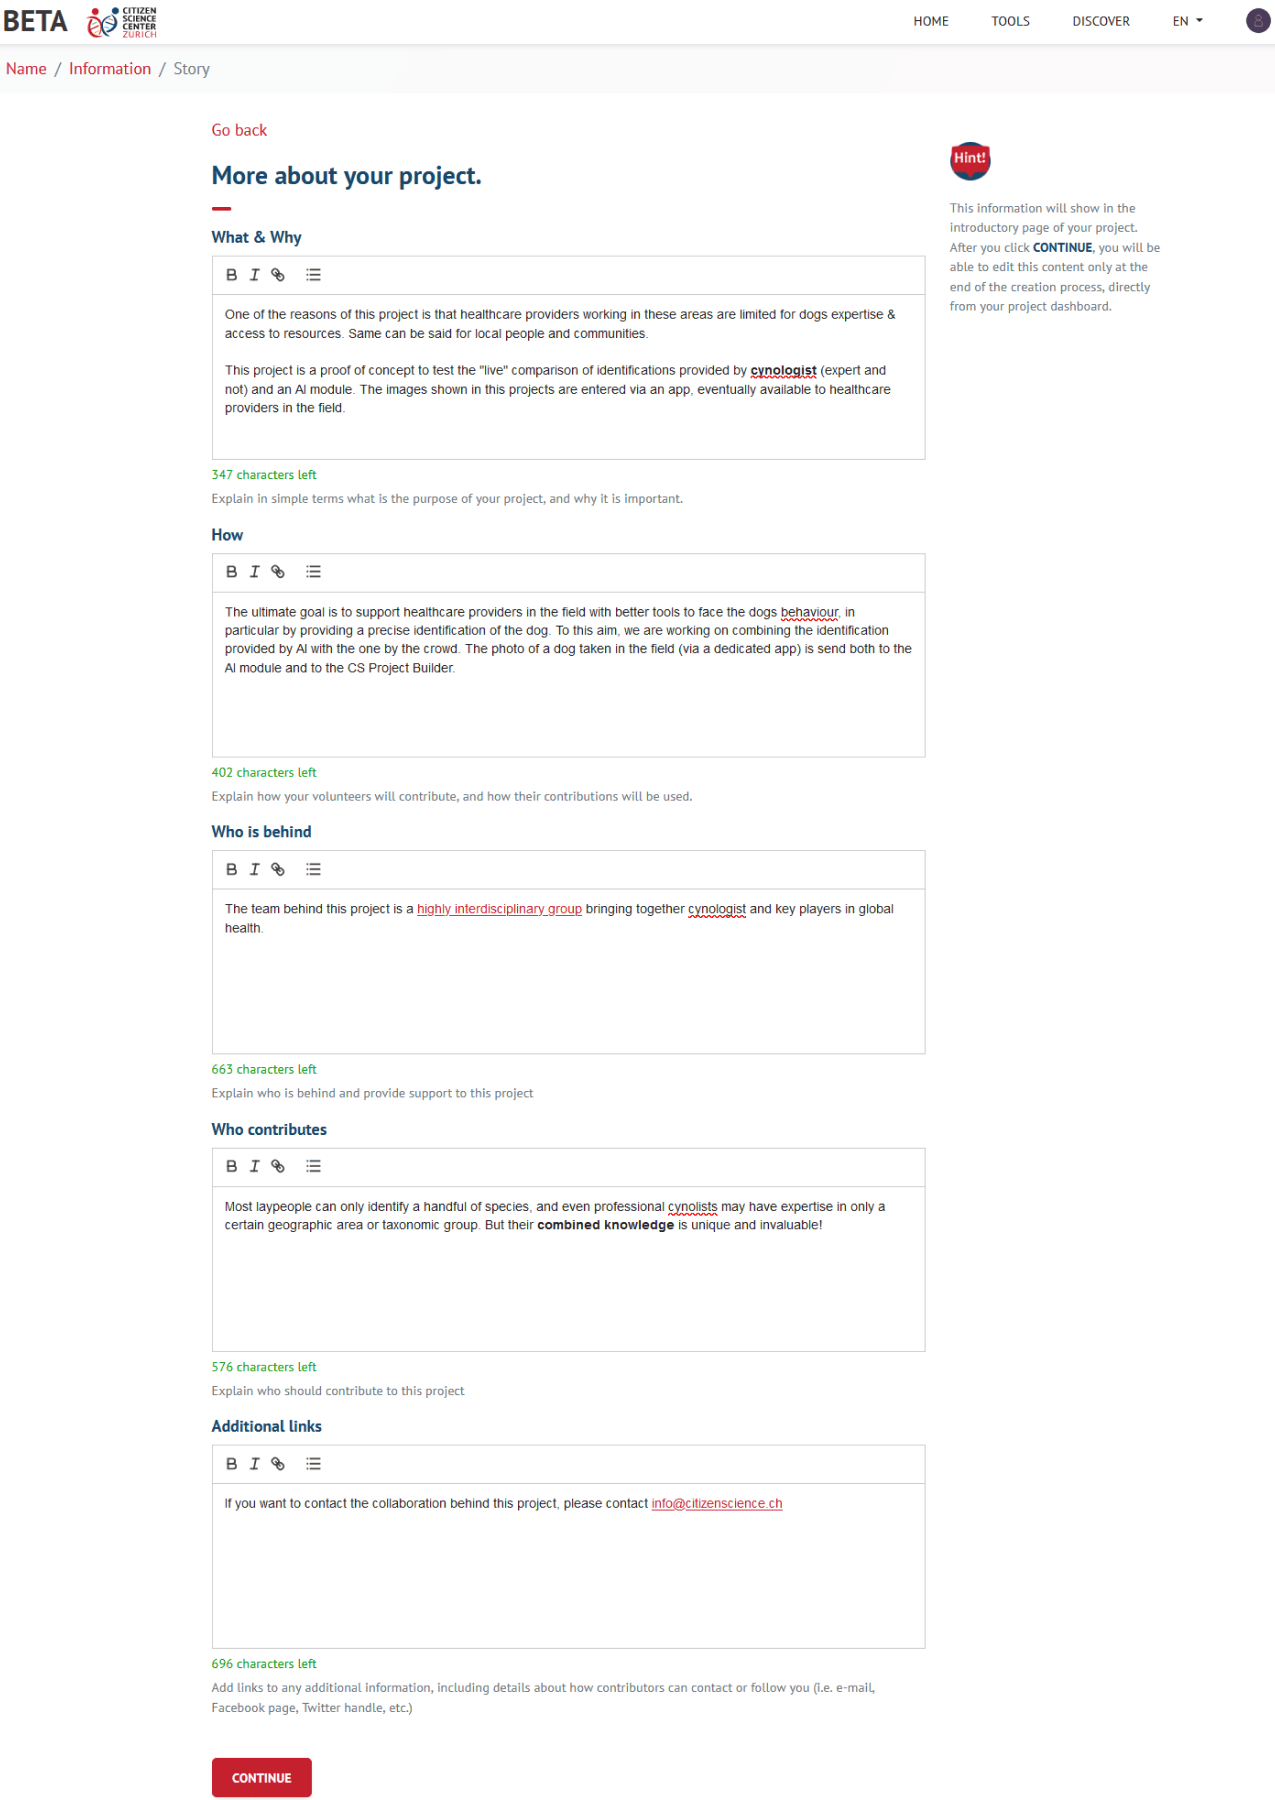 BETA
CITIZEN
SCIENCE
CENTER
ZURICH
HOME TOOLS DISCOVER EN
Name / Information / Story
Go back
More about your project.
Hint!
This information will show in the
introductory page of your project.
After you click CONTINUE, you will be
able to edit this content only at the
end of the creation process, directly
from your project dashboard.
What & Why
B I
One of the reasons of this project is that healthcare providers working in these areas are limited for dogs expertise &
access to resources. Same can be said for local people and communities.
This project is a proof of concept to test the "live" comparison of identifications provided by cynologist (expert and
not) and an AI module. The images shown in this projects are entered via an app, eventually available to healthcare
providers in the field.
347 characters left
Explain in simple terms what is the purpose of your project, and why it is important.
How
B I
The ultimate goal is to support healthcare providers in the field with better tools to face the dogs behaviour, in
particular by providing a precise identification of the dog. To this aim, we are working on combining the identification
provided by AI with the one by the crowd. The photo of a dog taken in the field (via a dedicated app) is send both to the
AI module and to the CS Project Builder.
402 characters left
Explain how your volunteers will contribute, and how their contributions will be used.
Who is behind
B I
The team behind this project is a highly interdisciplinary group bringing together cynologist and key players in global
health.
663 characters left
Explain who is behind and provide support to this project
Who contributes
B I
Most laypeople can only identify a handful of species, and even professional cynolists may have expertise in only a
certain geographic area or taxonomic group. But their combined knowledge is unique and invaluable!
576 characters left
Explain who should contribute to this project
Additional links
B I
If you want to contact the collaboration behind this project, please contact info@citizenscience.ch
696 characters left
Add links to any additional information, including details about how contributors can contact or follow you (i.e. e-mail,
Facebook page, Twitter handle, etc.)
CONTINUE